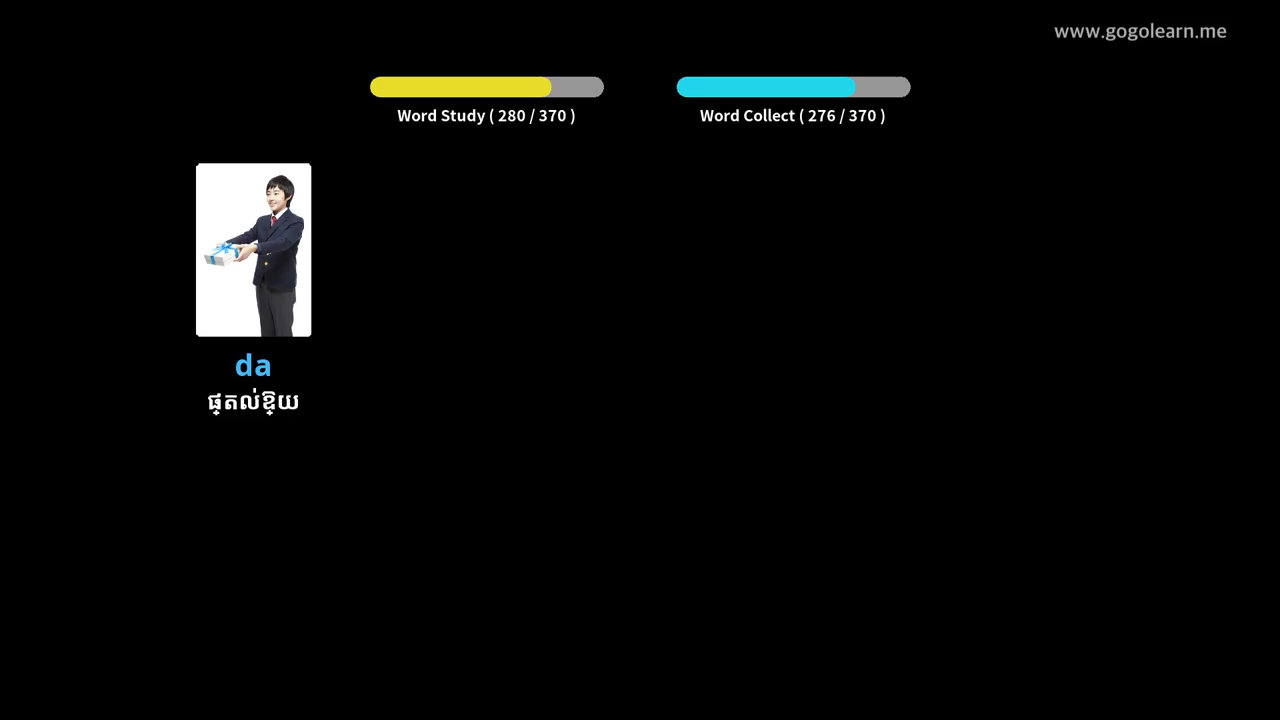 www.gogolearn.me
Word Study ( 280 / 370 )
Word Collect ( 276 / 370 )
da
ផ្តល់ឱ្យ